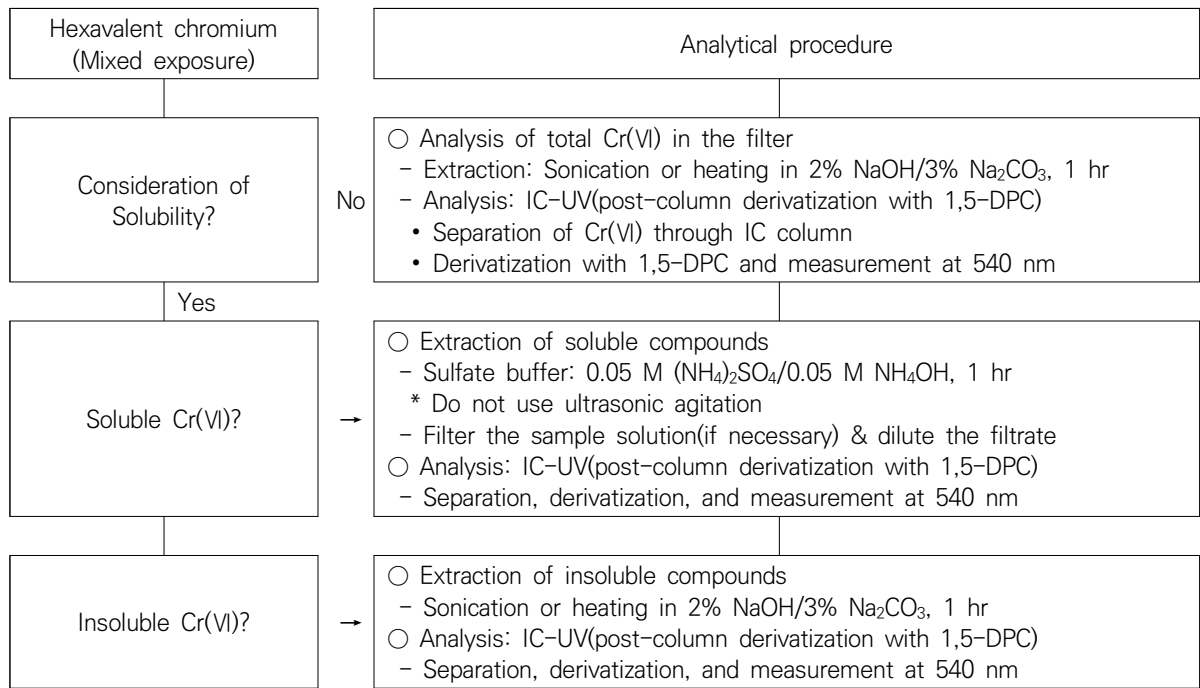 Hexavalent chromium
(Mixed exposure)
Analytical procedure
Consideration of
Solubility?
No
○ Analysis of total Cr(Ⅵ) in the filter
- Extraction: Sonication or heating in 2% NaOH/3% Na₂CO₃, 1 hr
- Analysis: IC-UV(post-column derivatization with 1,5-DPC)
• Separation of Cr(Ⅵ) through IC column
• Derivatization with 1,5-DPC and measurement at 540 nm
Yes
Soluble Cr(Ⅵ)?
→
○ Extraction of soluble compounds
- Sulfate buffer: 0.05 M (NH₄)₂SO₄/0.05 M NH₄OH, 1 hr
* Do not use ultrasonic agitation
- Filter the sample solution(if necessary) & dilute the filtrate
○ Analysis: IC-UV(post-column derivatization with 1,5-DPC)
- Separation, derivatization, and measurement at 540 nm
Insoluble Cr(Ⅵ)?
→
○ Extraction of insoluble compounds
- Sonication or heating in 2% NaOH/3% Na₂CO₃, 1 hr
○ Analysis: IC-UV(post-column derivatization with 1,5-DPC)
- Separation, derivatization, and measurement at 540 nm